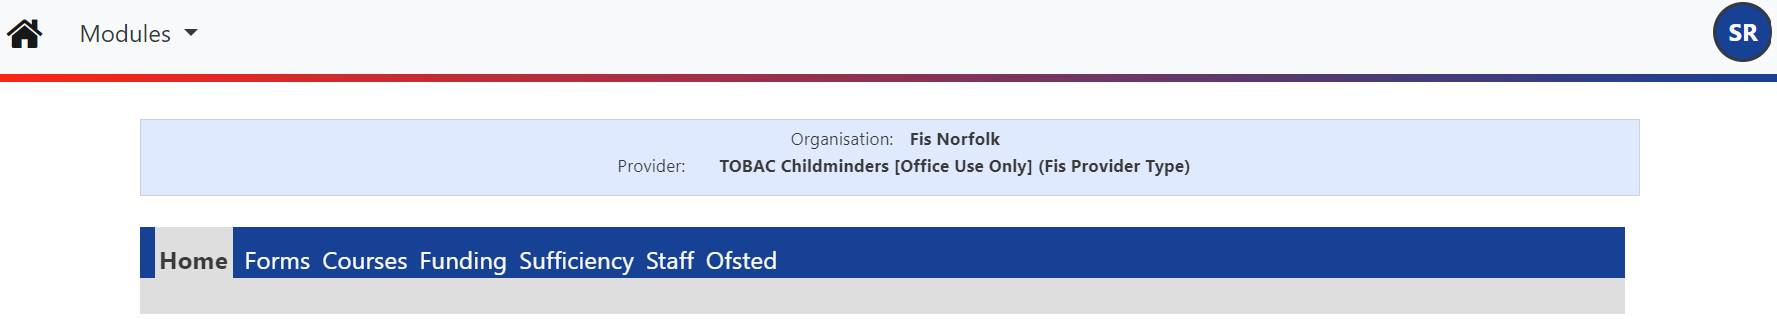 Modules
SR
Organisation: Fis Norfolk
Provider: TOBAC Childminders [Office Use Only] (Fis Provider Type)
Home Forms Courses Funding Sufficiency Staff Ofsted